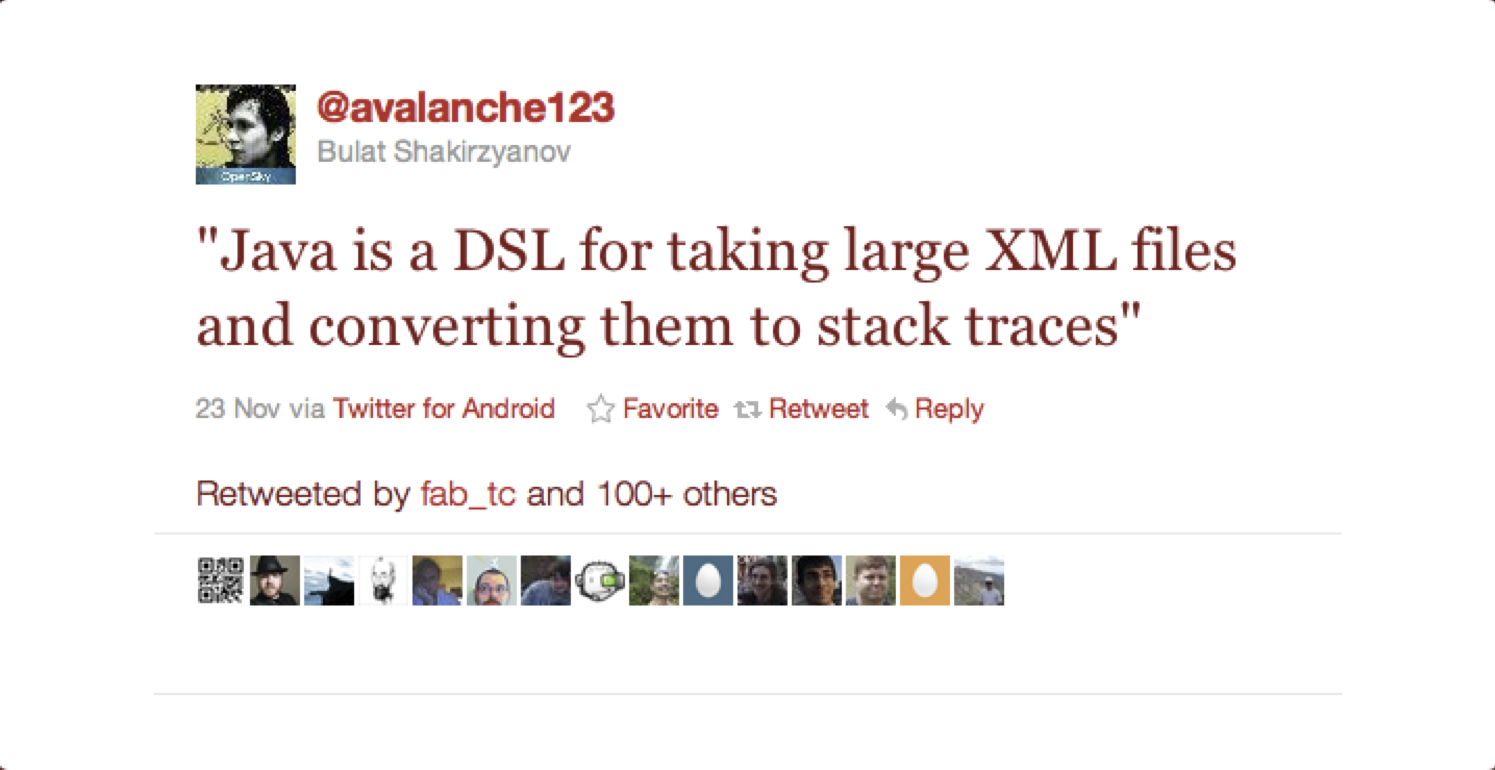 @avalanche123
Bulat Shakirzyanov
OpenSky
"Java is a DSL for taking large XML files
and converting them to stack traces"
23 Nov via Twitter for Android Favorite Retweet Reply
Retweeted by fab_tc and 100+ others